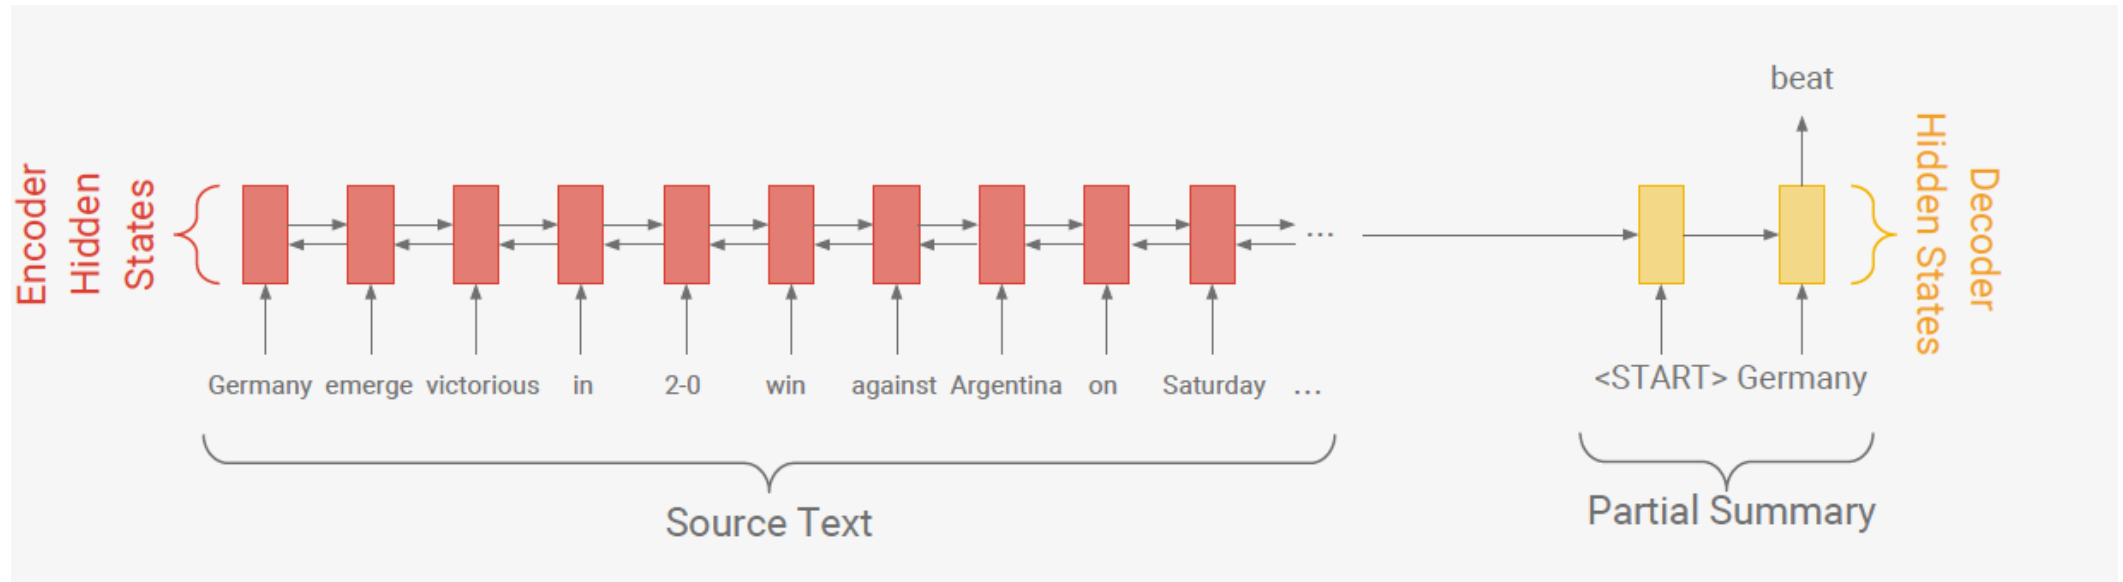 beat
Encoder
Hidden
States
Decoder
Hidden States
Germany emerge victorious in 2-0 win against Argentina on Saturday ...
...
<START> Germany
Source Text
Partial Summary